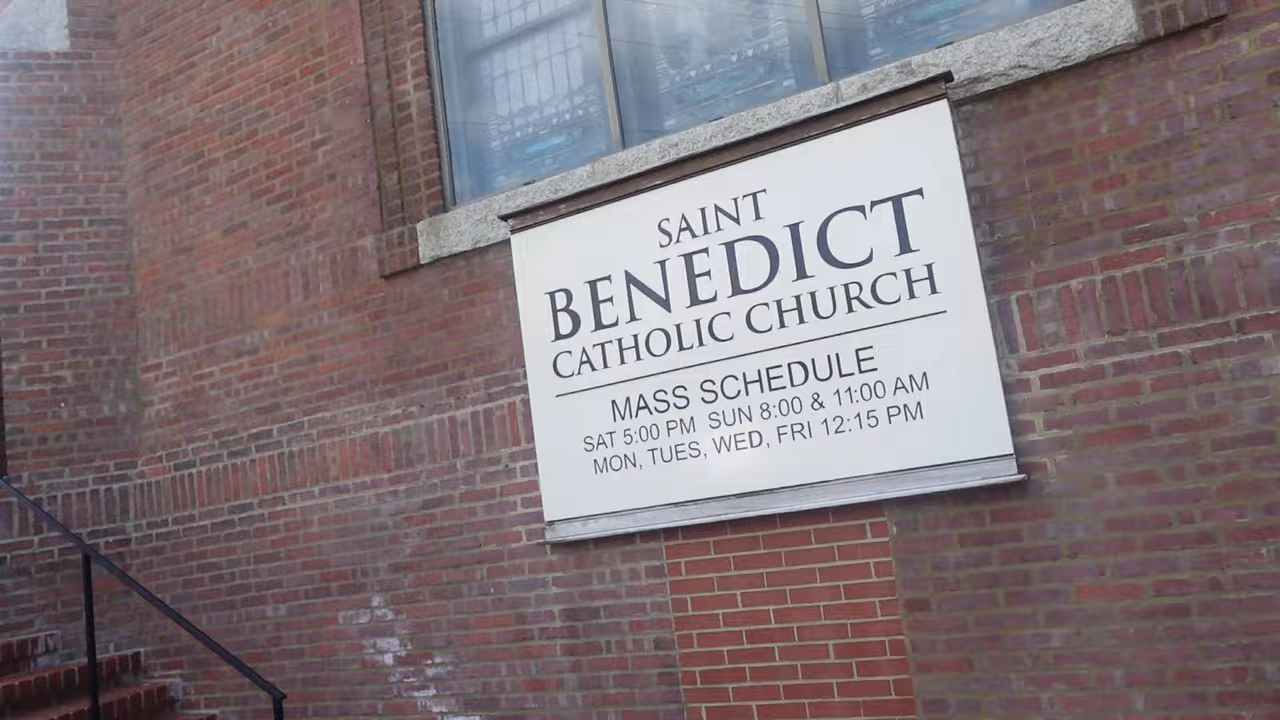 SAINT
BENEDICT
CATHOLIC CHURCH
MASS SCHEDULE
SAT 5:00 PM SUN 8:00 & 11:00 AM
MON, TUES, WED, FRI 12:15 PM